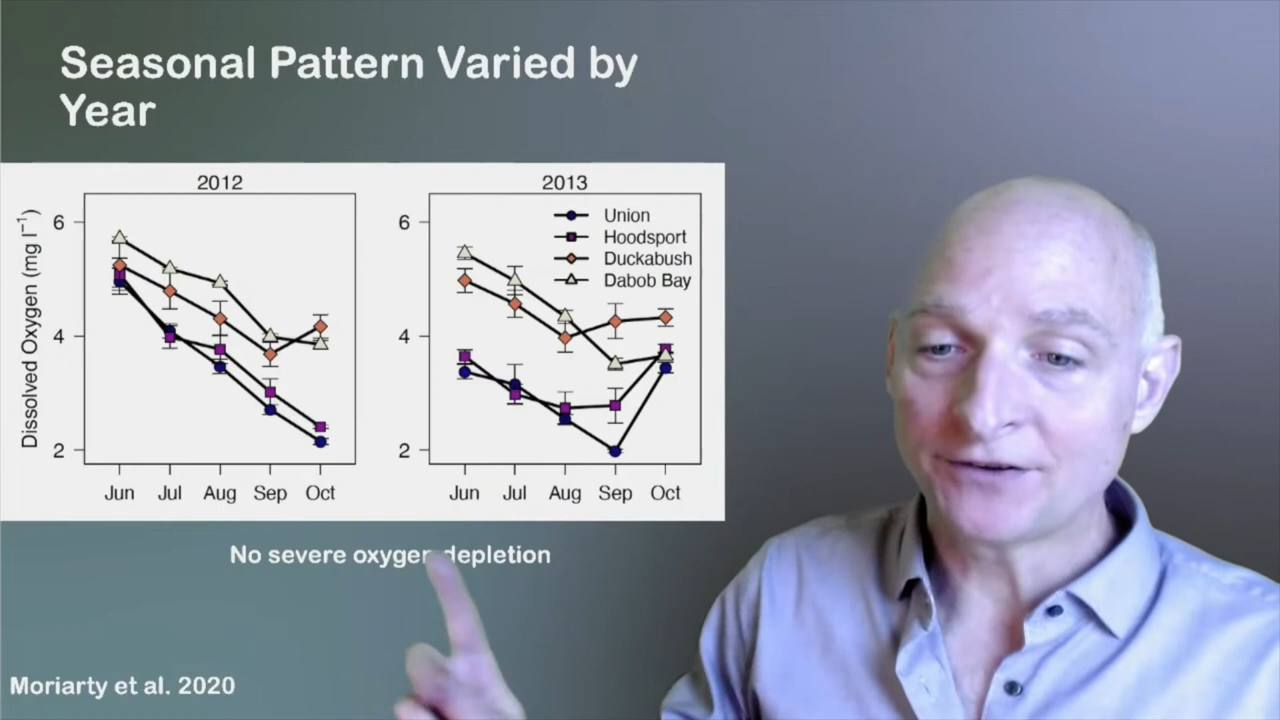 Seasonal Pattern Varied by
Year
2012
2013
Dissolved Oxygen (mg l⁻¹)
6
4
2
Jun Jul Aug Sep Oct
6
4
2
Jun Jul Aug Sep Oct
Union
Hoodsport
Duckabush
Dabob Bay
No severe oxygen depletion
Moriarty et al. 2020